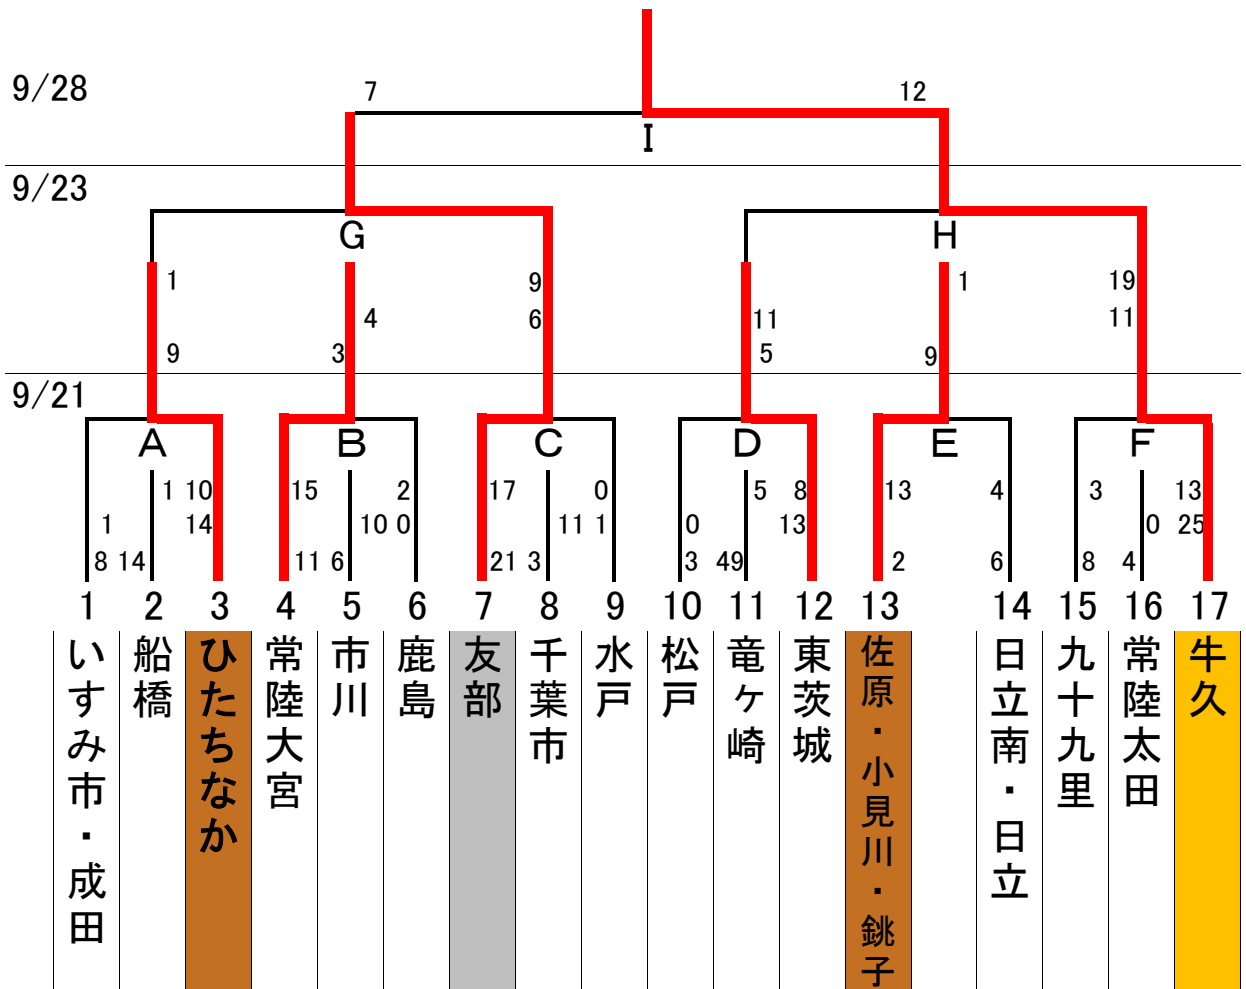 9/28
7
12
I
9/23
G
H
1
9
1
19
4
6
11
11
9
3
5
9
9/21
A
B
C
D
E
F
1 10
15
2
17
0
5
8
13
4
3
13
1
14
10 0
11 1
0
13
0
25
8
14
11
6
21
3
3
49
2
6
8
4
1
2
3
4
5
6
7
8
9
10
11
12
13
14
15
16
17
いすみ市・成田
船橋
ひたちなか
常陸大宮
市川
鹿島
友部
千葉市
水戸
松戸
竜ヶ崎
東茨城
佐原・小見川・銚子
日立南・日立
九十九里
常陸太田
牛久